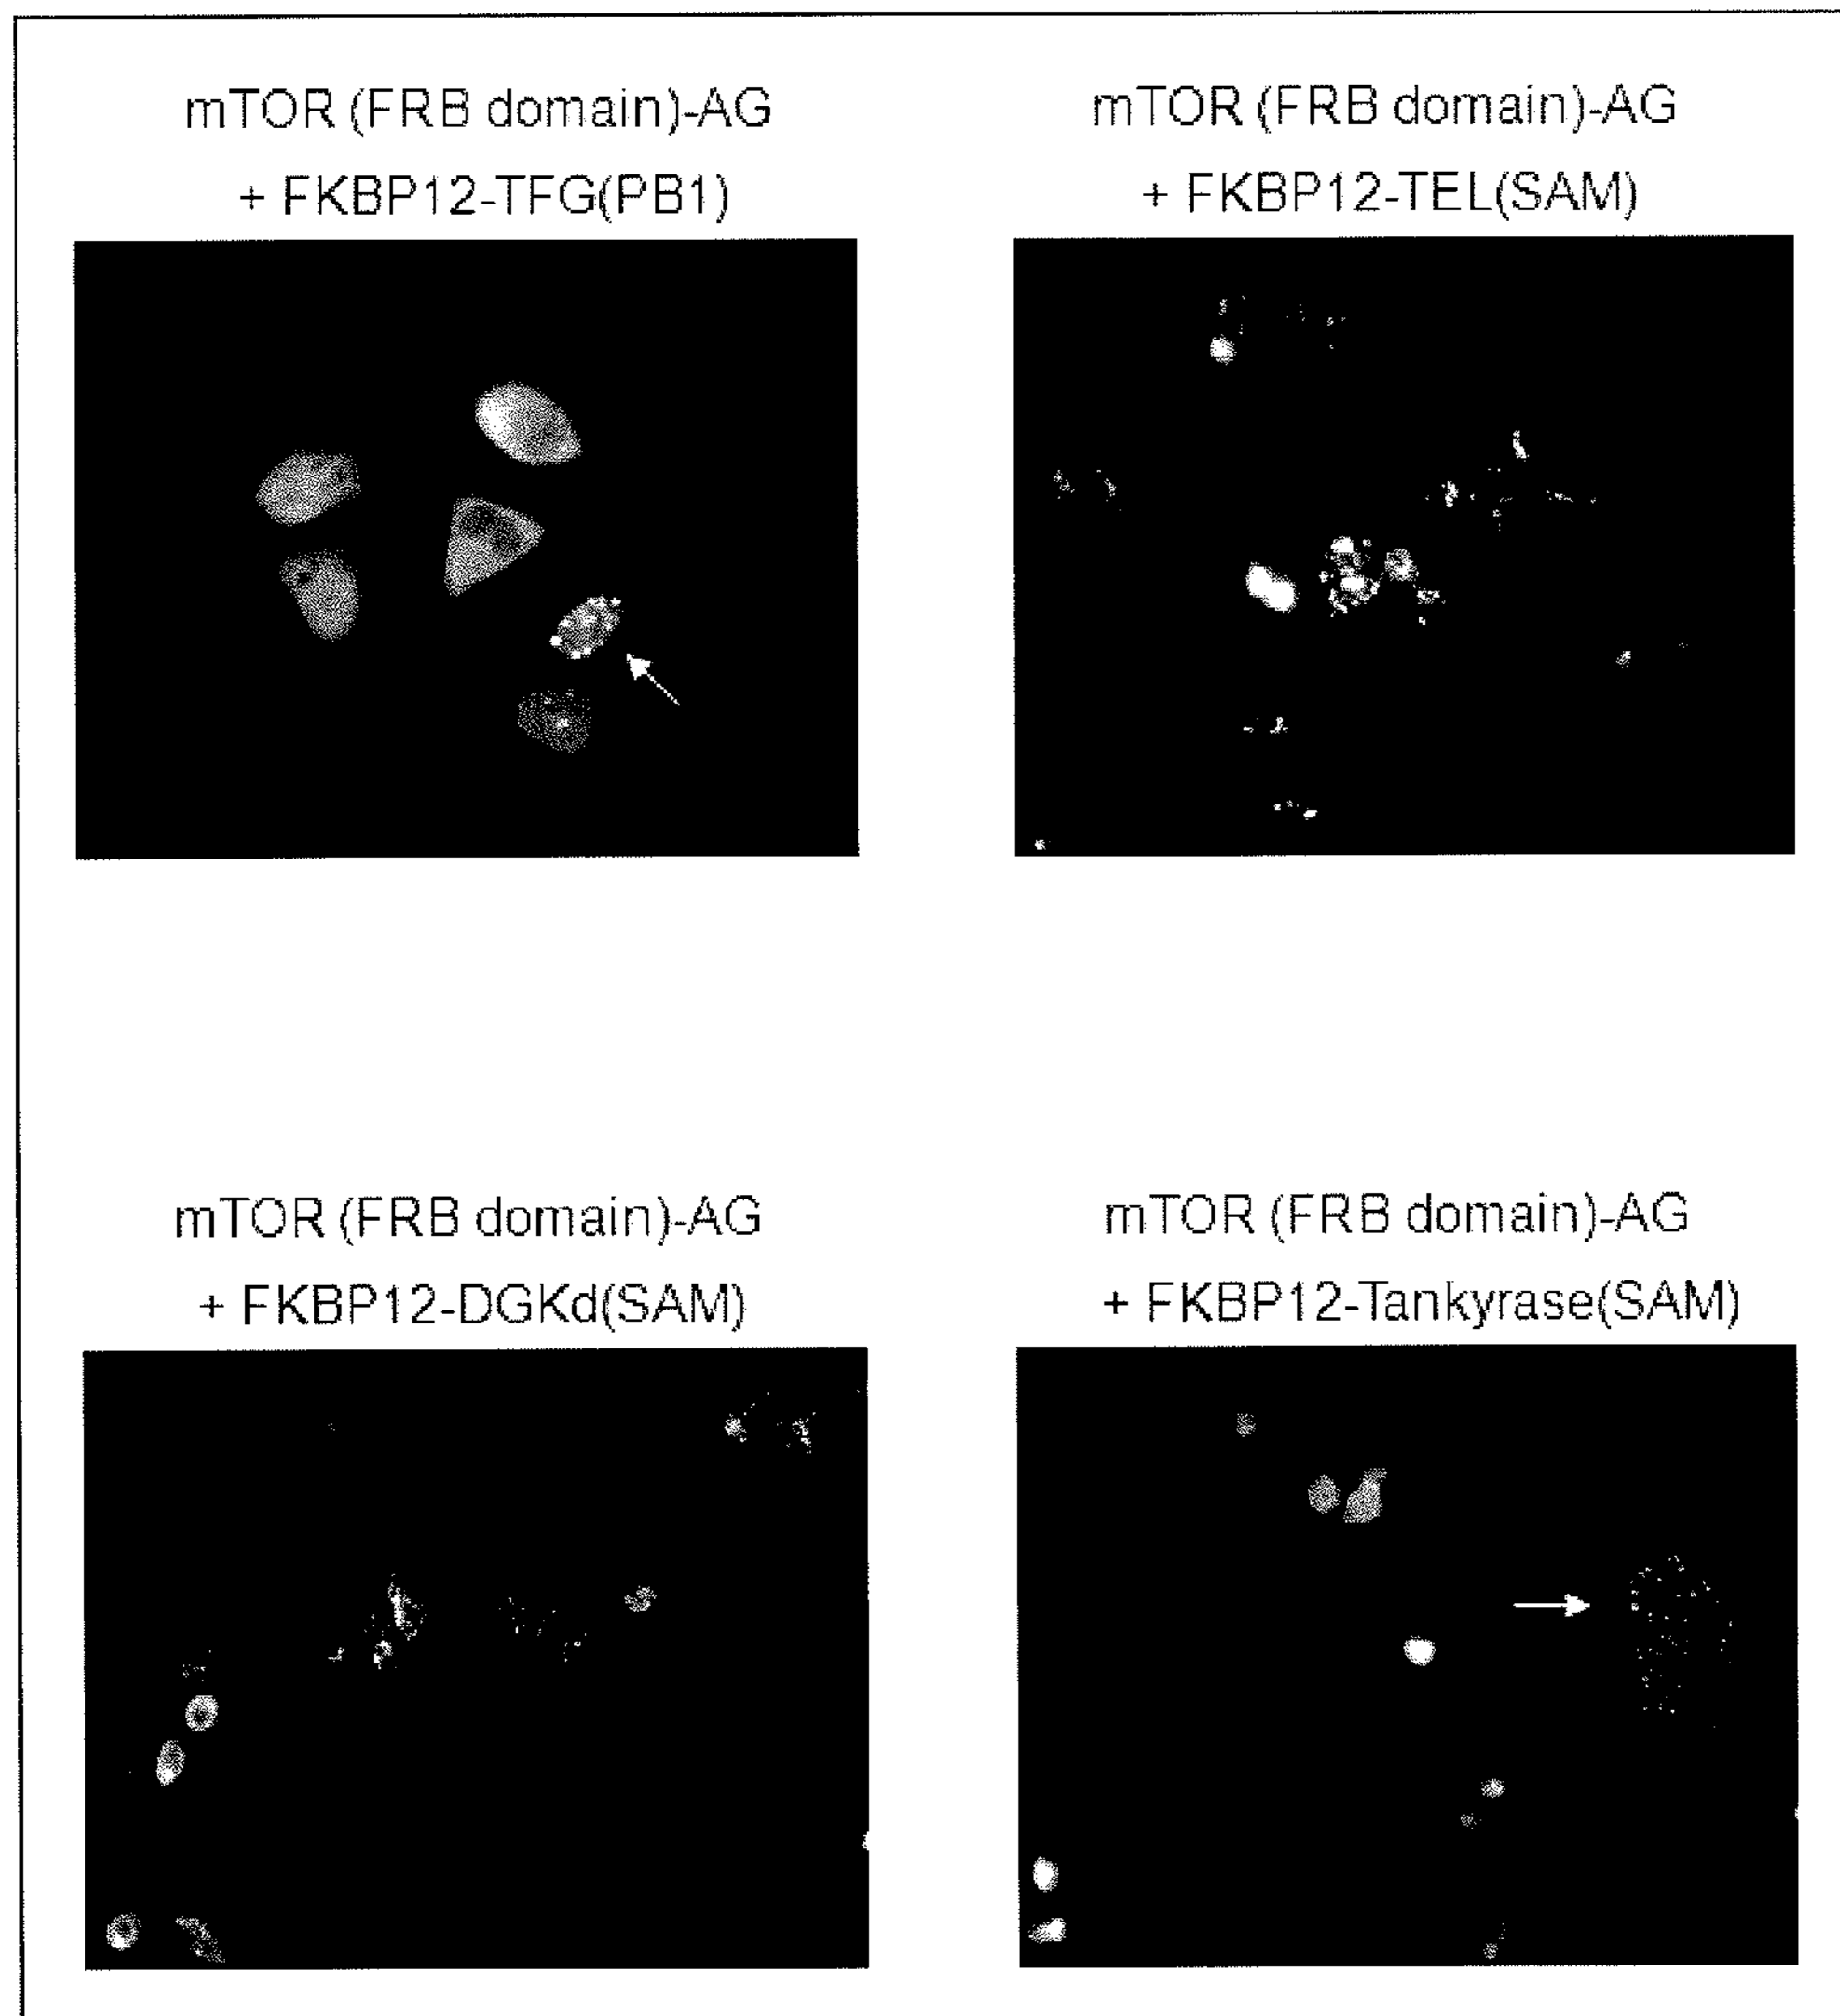 mTOR (FRB domain)-AG
+ FKBP12-TFG(PB1)
mTOR (FRB domain)-AG
+ FKBP12-TEL(SAM)
mTOR (FRB domain)-AG
+ FKBP12-DGKd(SAM)
mTOR (FRB domain)-AG
+ FKBP12-Tankyrase(SAM)